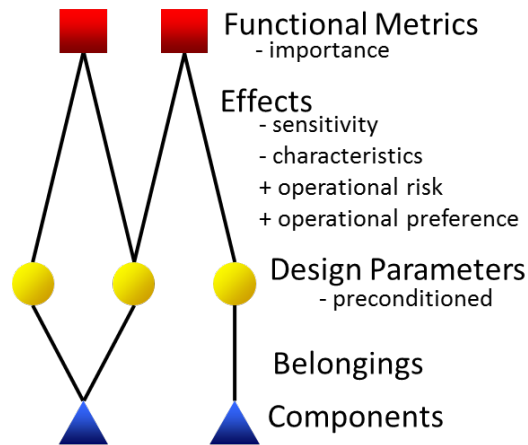 Functional Metrics
- importance
Effects
- sensitivity
- characteristics
+ operational risk
+ operational preference
Design Parameters
- preconditioned
Belongings
Components